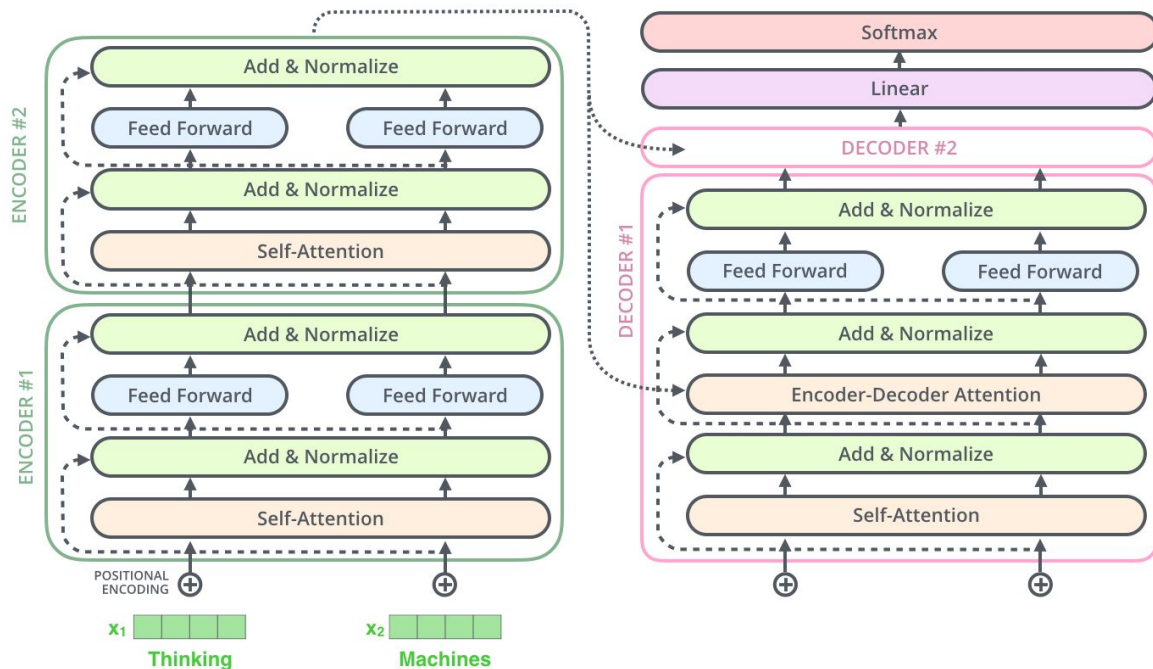 ENCODER #2
Add & Normalize
Feed Forward
Feed Forward
Add & Normalize
Self-Attention
ENCODER #1
Add & Normalize
Feed Forward
Feed Forward
Add & Normalize
Self-Attention
POSITIONAL
ENCODING
x₁
x₂
Thinking
Machines
Softmax
Linear
DECODER #2
DECODER #1
Add & Normalize
Feed Forward
Feed Forward
Add & Normalize
Encoder-Decoder Attention
Add & Normalize
Self-Attention